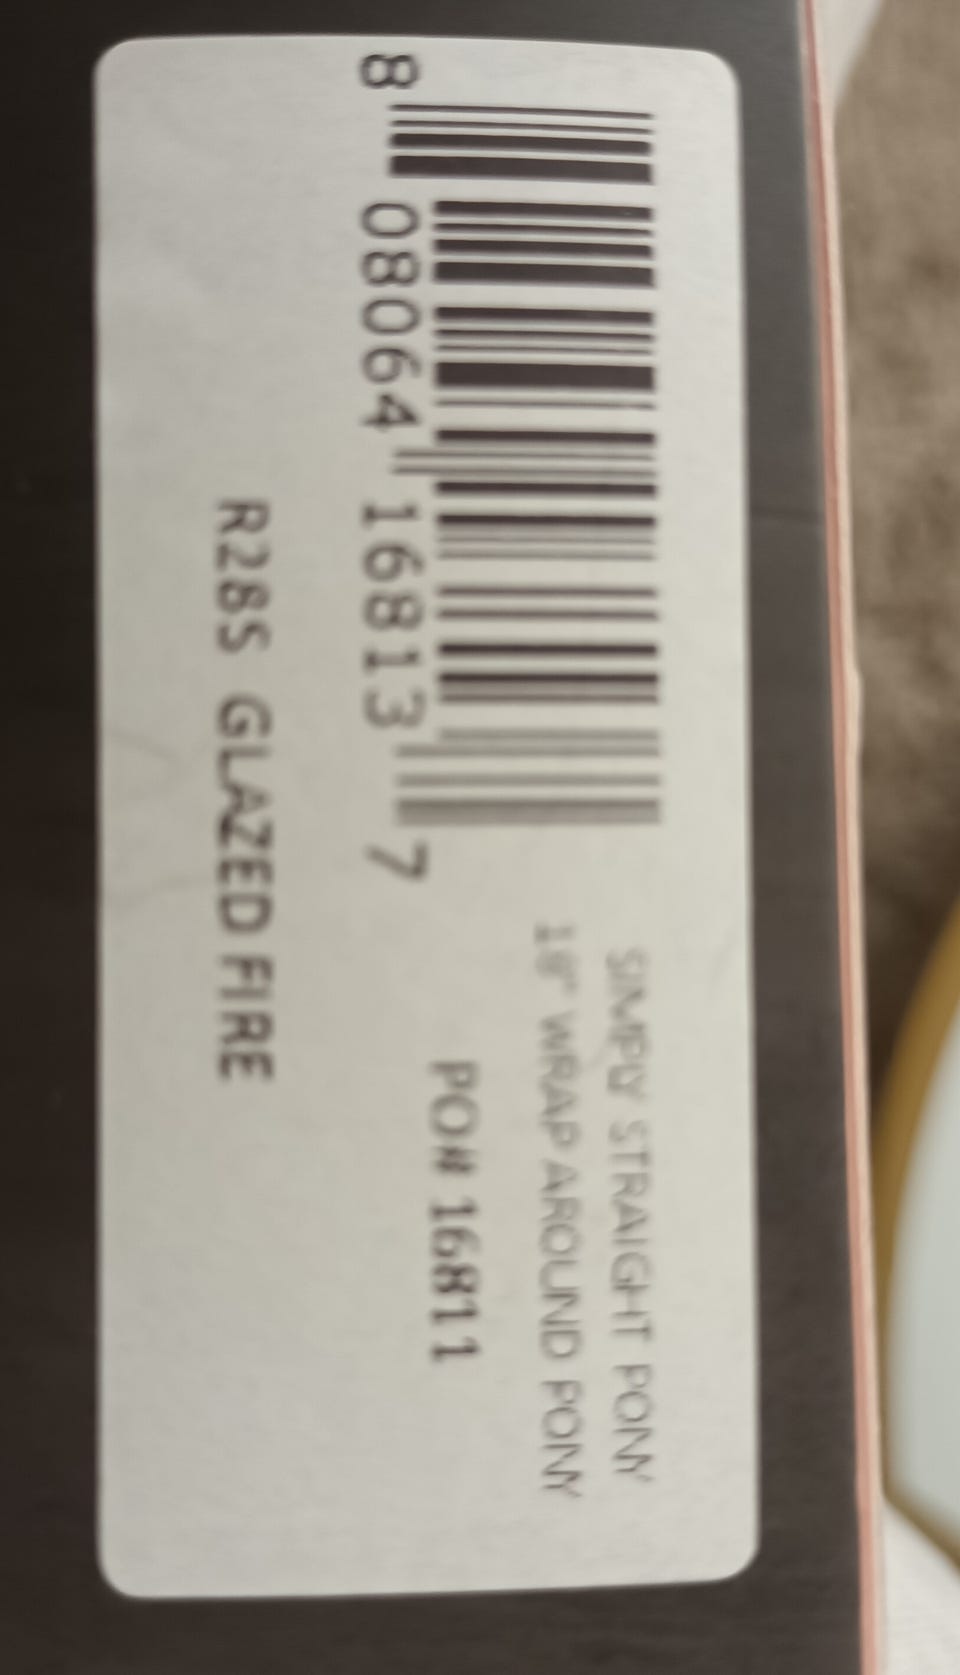 SIMPLY STRAIGHT PONY
18" WRAP AROUND PONY
PO# 16811
8 08064 16813 7
R28S GLAZED FIRE